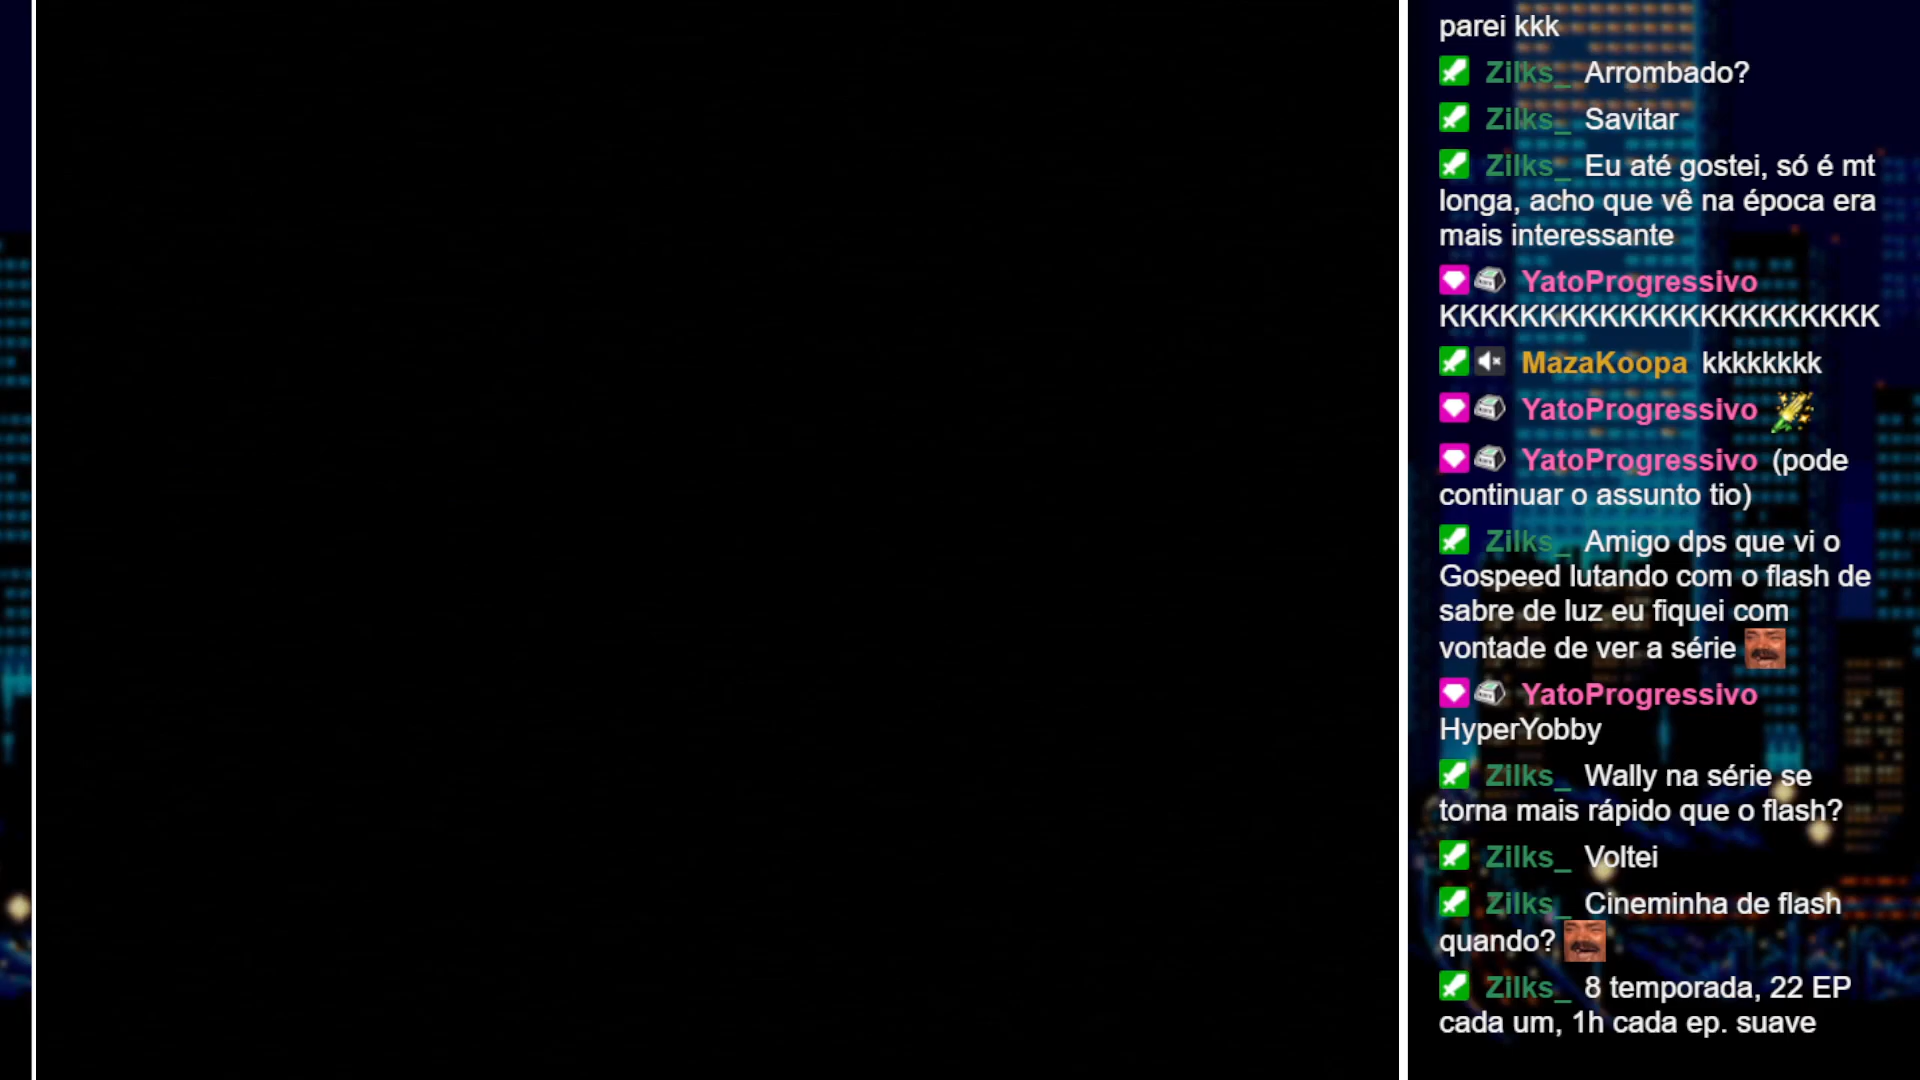 parei kkk
Zilks_ Arrombado?
Zilks_ Savitar
Zilks_ Eu até gostei, só é mt
longa, acho que vê na época era
mais interessante
YatoProgressivo
KKKKKKKKKKKKKKKKKKKKKK
MazaKoopa kkkkkkkk
YatoProgressivo
YatoProgressivo (pode
continuar o assunto tio)
Zilks_ Amigo dps que vi o
Gospeed lutando com o flash de
sabre de luz eu fiquei com
vontade de ver a série
YatoProgressivo
HyperYobby
Zilks_ Wally na série se
torna mais rápido que o flash?
Zilks_ Voltei
Zilks_ Cineminha de flash
quando?
Zilks_ 8 temporada, 22 EP
cada um, 1h cada ep. suave